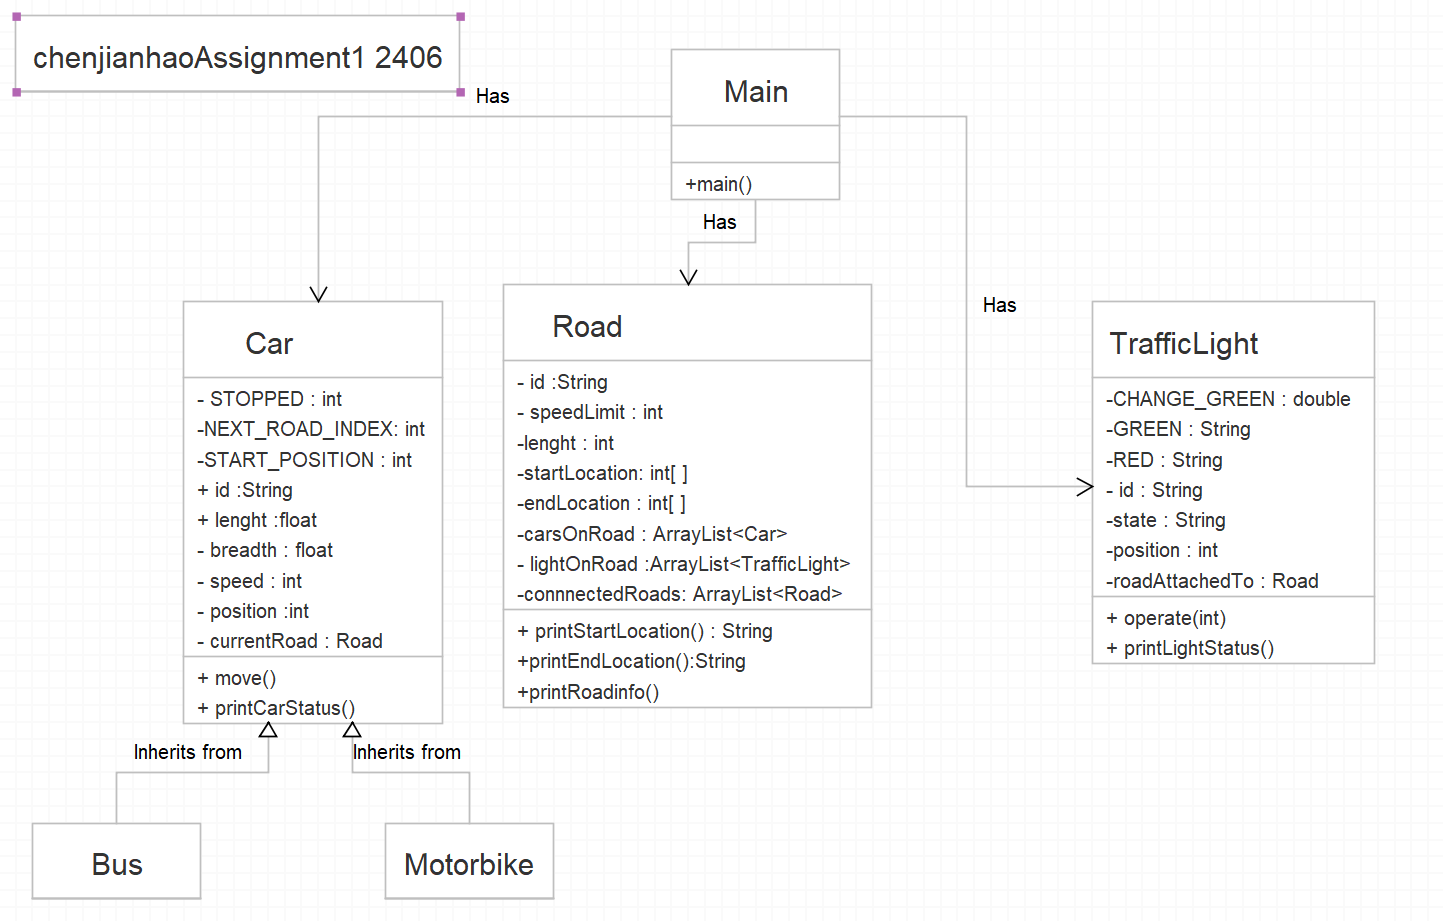 chenjianhaoAssignment1 2406
Has
Main
+main()
Has
Has
Car
- STOPPED : int
-NEXT_ROAD_INDEX: int
-START_POSITION : int
+ id :String
+ lenght :float
- breadth : float
- speed : int
- position :int
- currentRoad : Road
+ move()
+ printCarStatus()
Road
- id :String
- speedLimit : int
-lenght : int
-startLocation: int[ ]
-endLocation : int[ ]
-carsOnRoad : ArrayList<Car>
- lightOnRoad :ArrayList<TrafficLight>
-connnectedRoads: ArrayList<Road>
+ printStartLocation() : String
+printEndLocation():String
+printRoadinfo()
TrafficLight
-CHANGE_GREEN : double
-GREEN : String
-RED : String
- id : String
-state : String
-position : int
-roadAttachedTo : Road
+ operate(int)
+ printLightStatus()
Inherits from
Inherits from
Bus
Motorbike